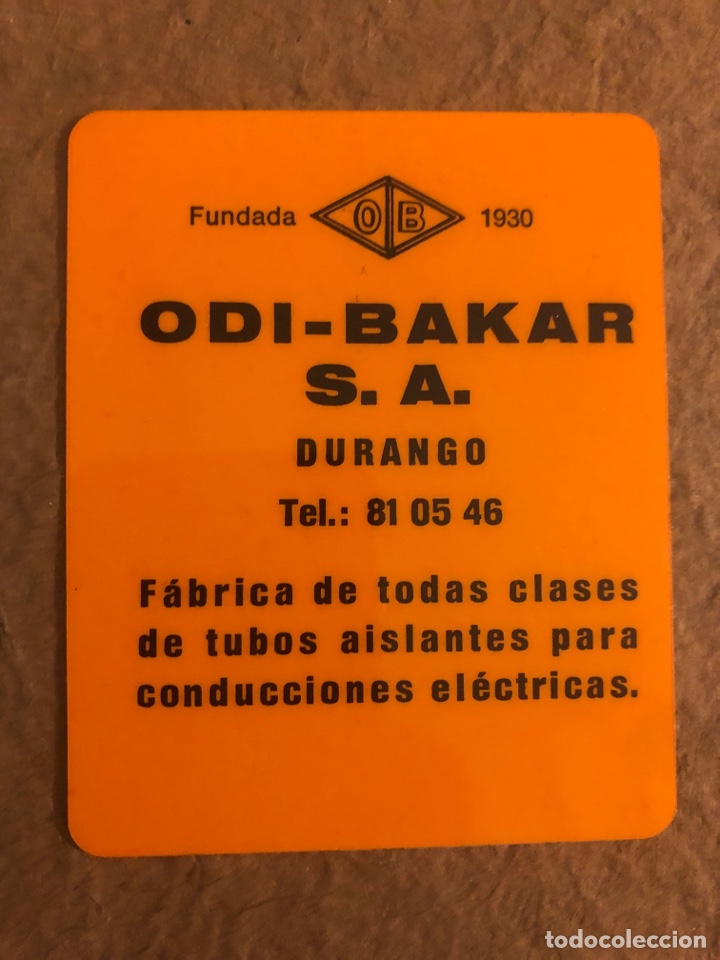 Fundada OB 1930
ODI-BAKAR
S. A.
DURANGO
Tel.: 81 05 46
Fábrica de todas clases
de tubos aislantes para
conducciones eléctricas.
todocoleccion